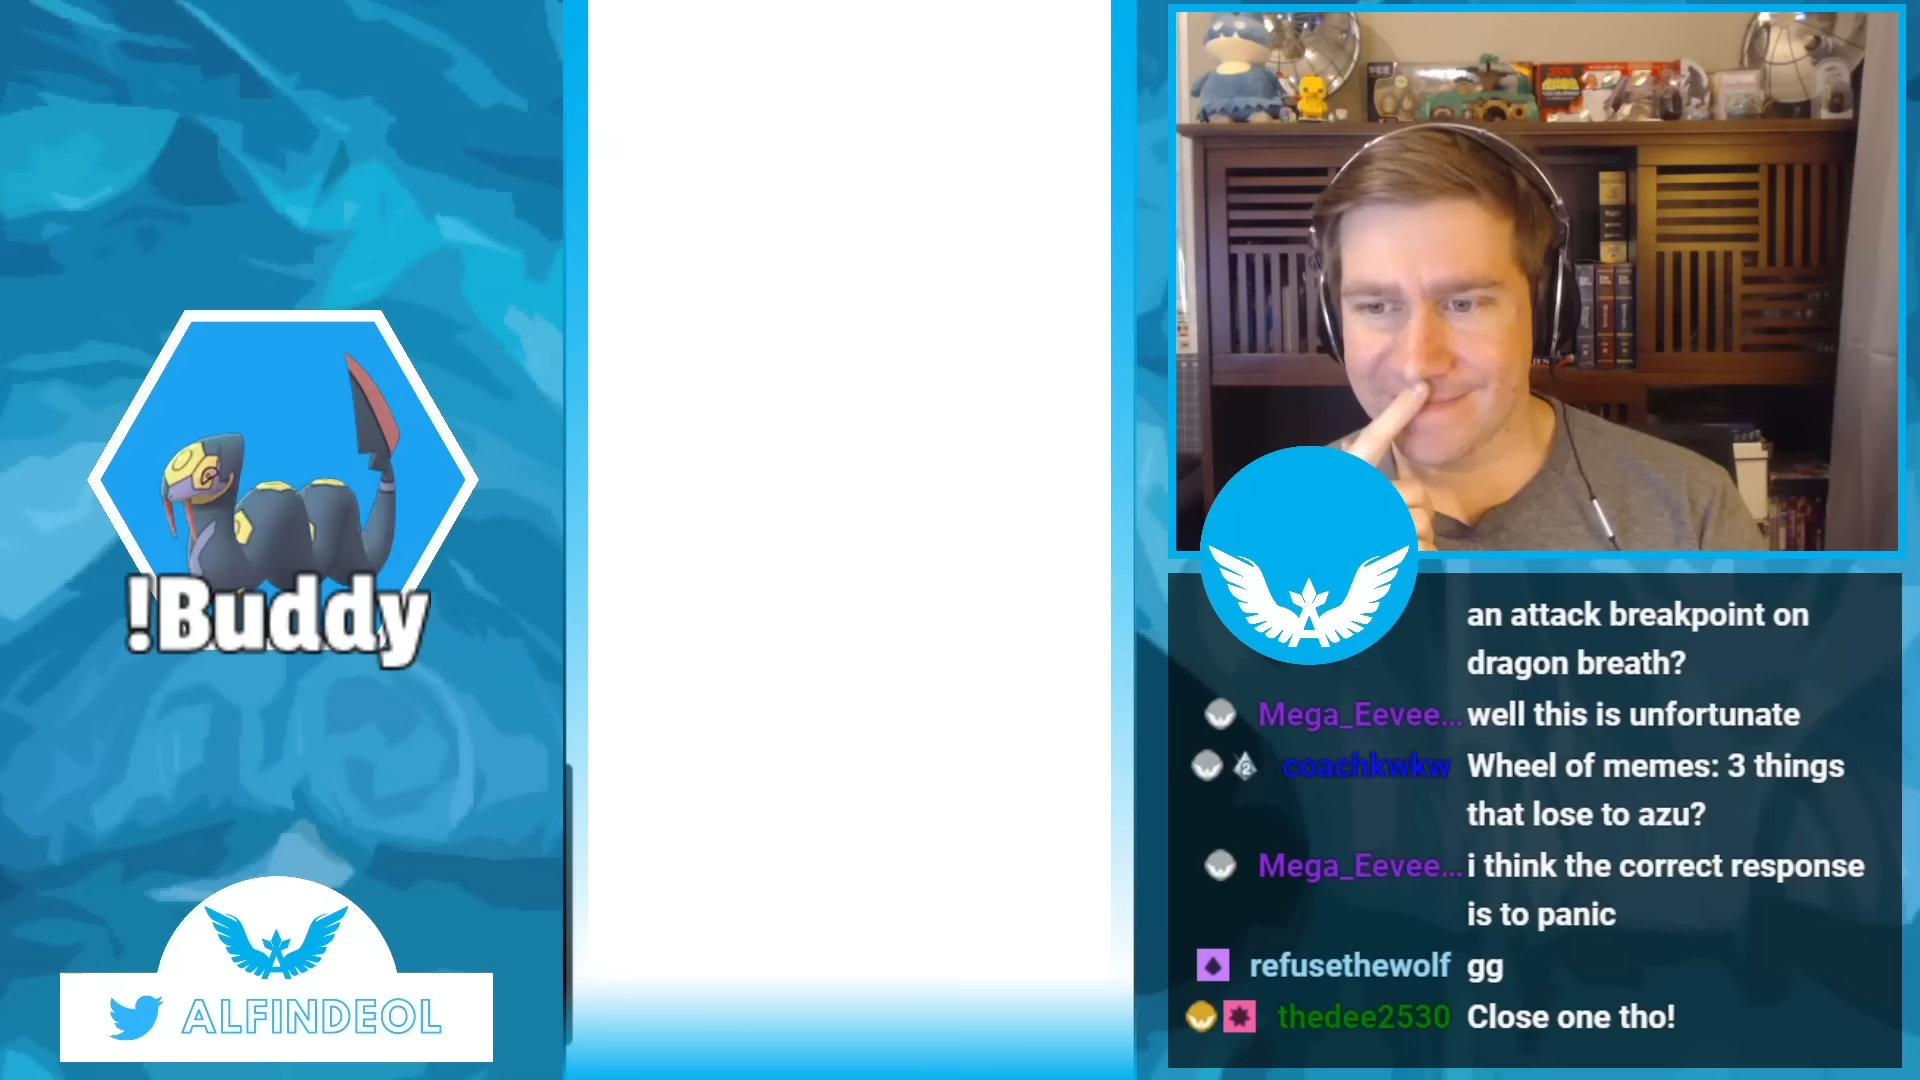 !Buddy
ALFINDEOL
an attack breakpoint on
dragon breath?
Mega_Eevee... well this is unfortunate
coachkwkw Wheel of memes: 3 things
that lose to azu?
Mega_Eevee... i think the correct response
is to panic
refusethewolf gg
thedee2530 Close one tho!